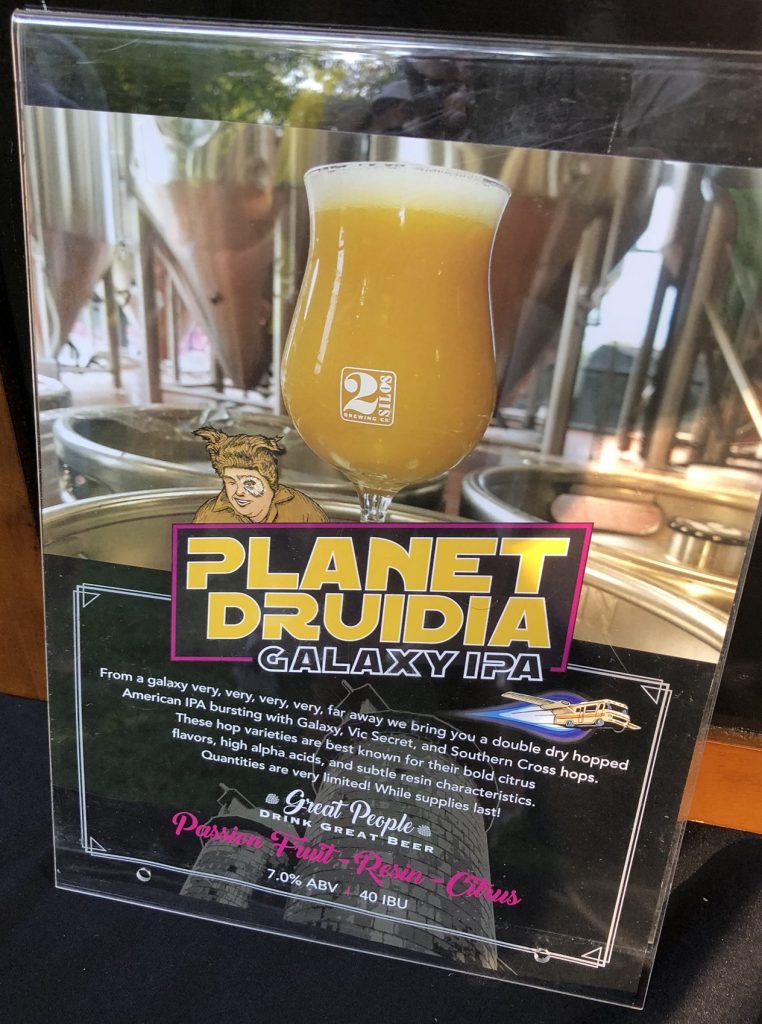 2
SILOS
BREWING CO
PLANET
DRUIDIA
GALAXY IPA
From a galaxy very, very, very, very, far away we bring you a double dry hopped
American IPA bursting with Galaxy, Vic Secret, and Southern Cross hops.
These hop varieties are best known for their bold citrus
flavors, high alpha acids, and subtle resin characteristics.
Quantities are very limited! While supplies last!
Great People
DRINK GREAT BEER
Passion Fruit - Resin - Citrus
7.0% ABV + 40 IBU